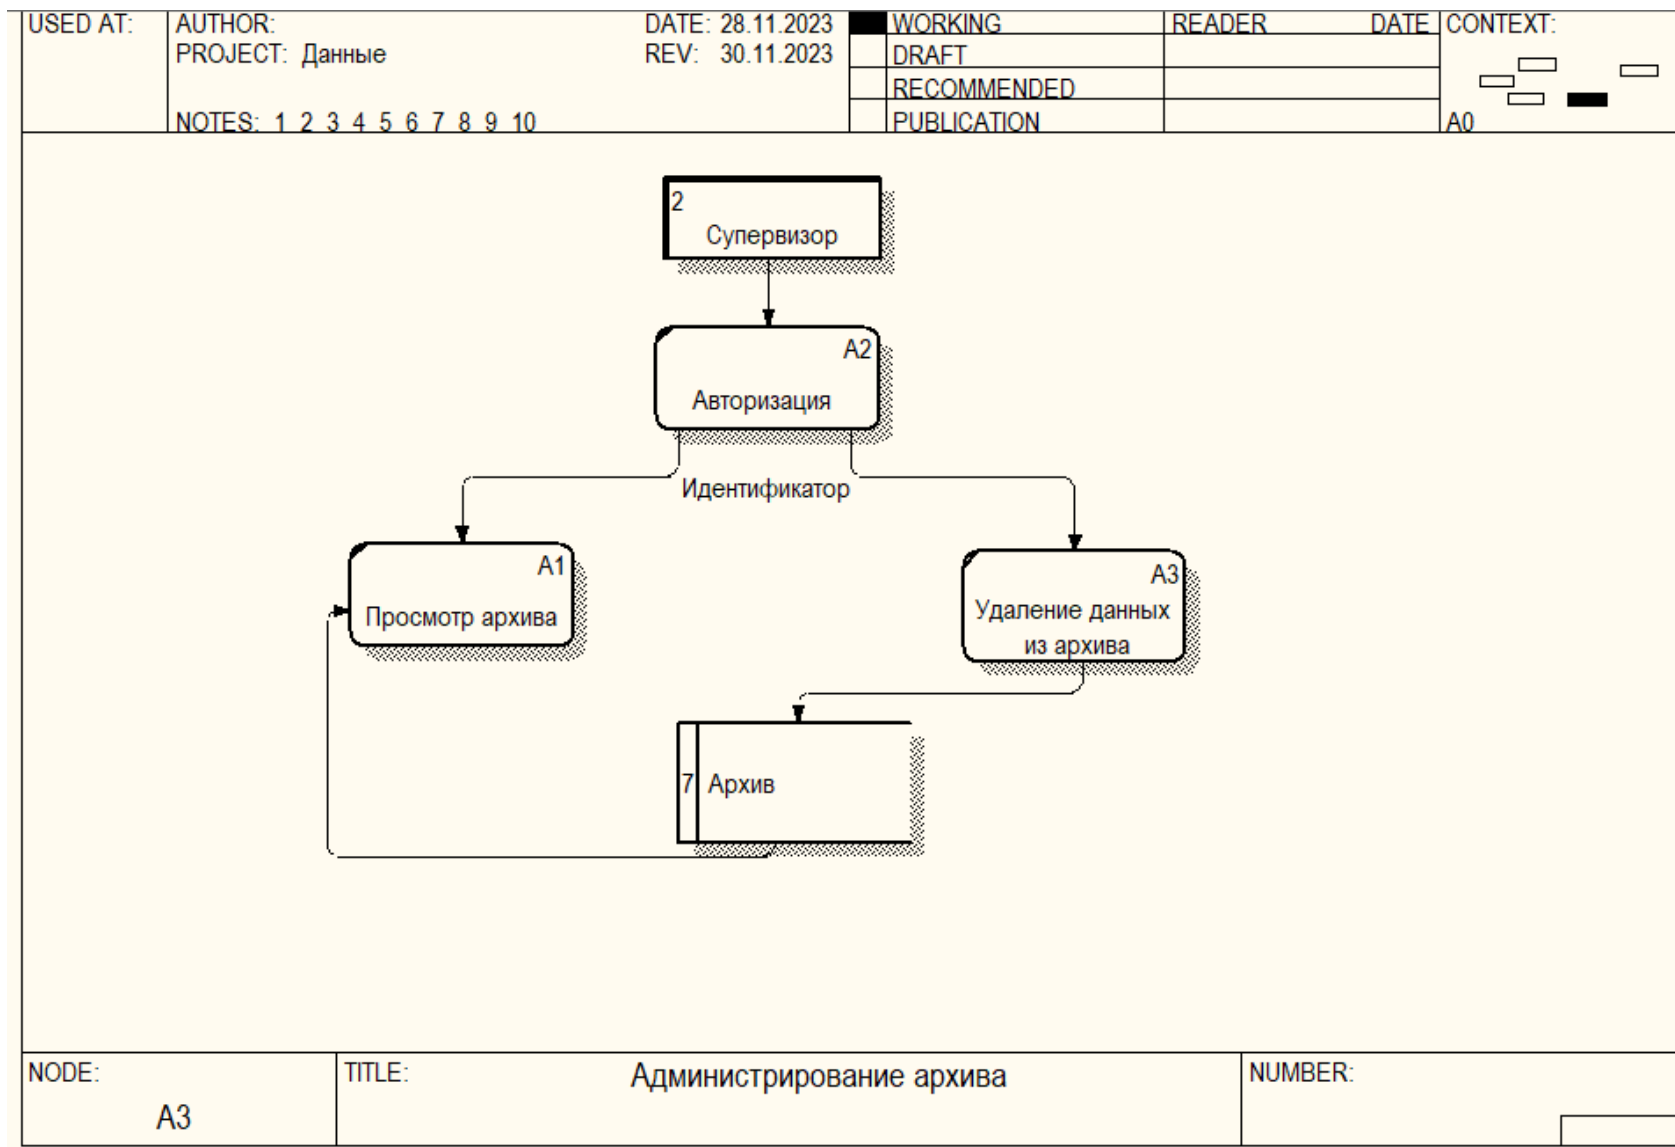 USED AT:
AUTHOR:
DATE: 28.11.2023
WORKING
READER
DATE
CONTEXT:
PROJECT: Данные
REV: 30.11.2023
DRAFT
RECOMMENDED
NOTES: 1 2 3 4 5 6 7 8 9 10
PUBLICATION
A0
2
Супервизор
A2
Авторизация
Идентификатор
A1
Просмотр архива
A3
Удаление данных
из архива
7
Архив
NODE:
A3
TITLE:
Администрирование архива
NUMBER: